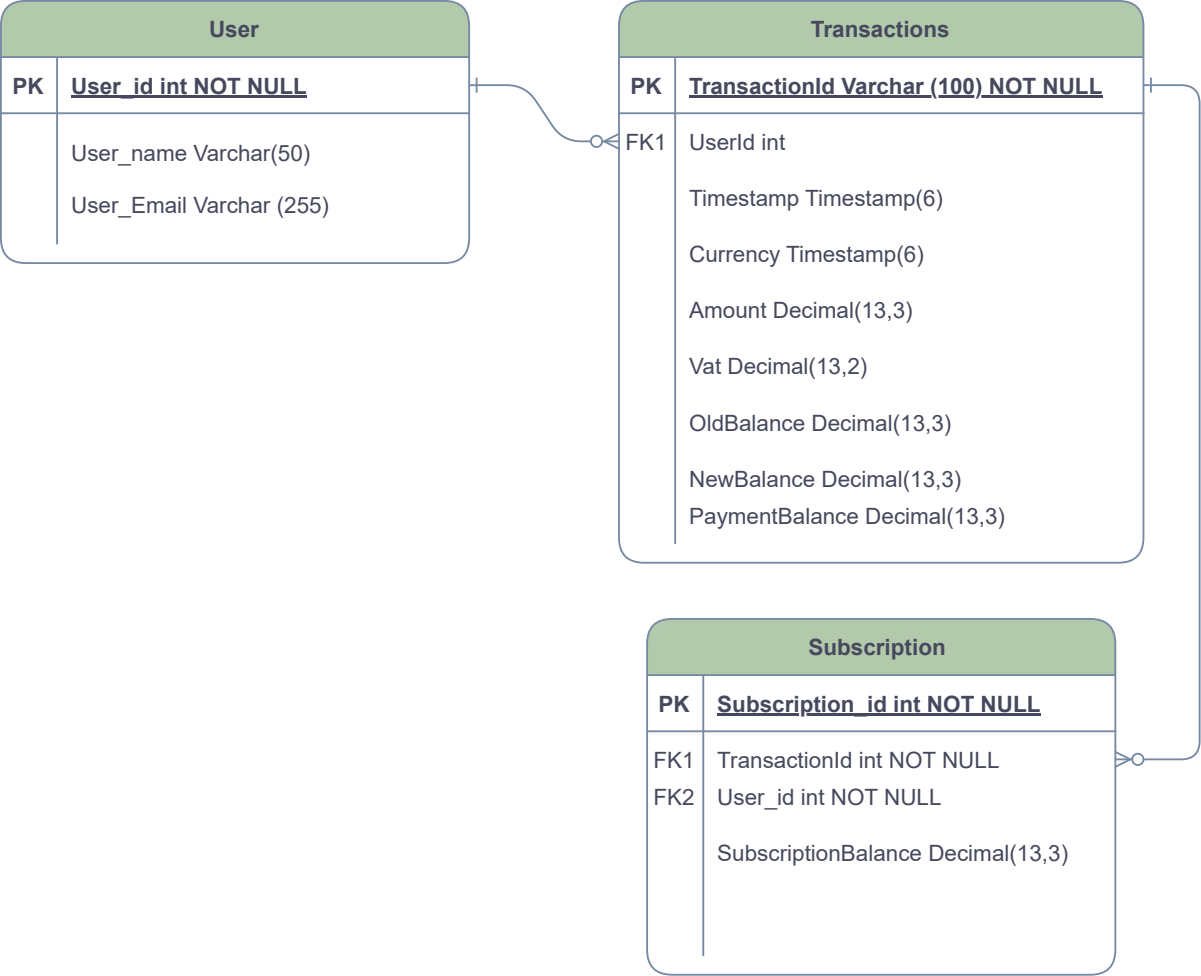 User
PK User_id int NOT NULL
User_name Varchar(50)
User_Email Varchar (255)
Transactions
PK TransactionId Varchar (100) NOT NULL
FK1 UserId int
Timestamp Timestamp(6)
Currency Timestamp(6)
Amount Decimal(13,3)
Vat Decimal(13,2)
OldBalance Decimal(13,3)
NewBalance Decimal(13,3)
PaymentBalance Decimal(13,3)
Subscription
PK Subscription_id int NOT NULL
FK1 TransactionId int NOT NULL
FK2 User_id int NOT NULL
SubscriptionBalance Decimal(13,3)